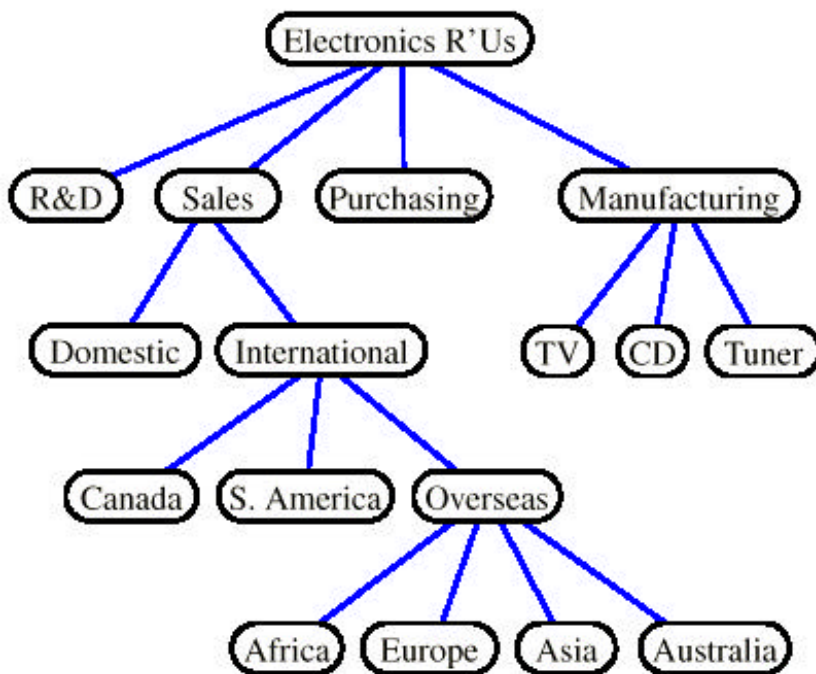 Electronics R'Us
R&D Sales Purchasing Manufacturing
Domestic International TV CD Tuner
Canada S. America Overseas
Africa Europe Asia Australia